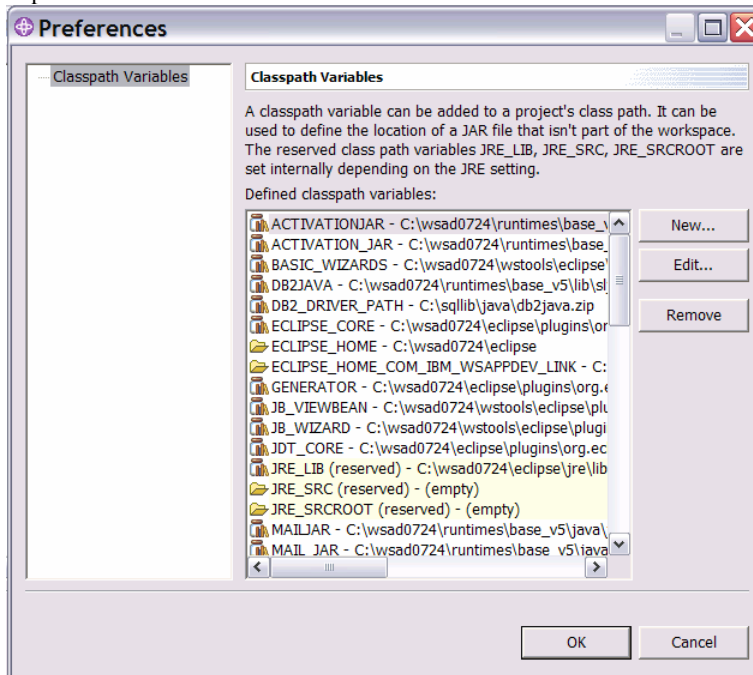 Preferences
Classpath Variables
Classpath Variables
A classpath variable can be added to a project's class path. It can be
used to define the location of a JAR file that isn't part of the workspace.
The reserved class path variables JRE_LIB, JRE_SRC, JRE_SRCROOT are
set internally depending on the JRE setting.
Defined classpath variables:
ACTIVATIONJAR - C:\wsad0724\runtimes\base_v
ACTIVATION_JAR - C:\wsad0724\runtimes\base_
BASIC_WIZARDS - C:\wsad0724\wstools\eclipse\
DB2JAVA - C:\wsad0724\runtimes\base_v5\lib\sl
DB2_DRIVER_PATH - C:\sqllib\java\db2java.zip
ECLIPSE_CORE - C:\wsad0724\eclipse\plugins\or
ECLIPSE_HOME - C:\wsad0724\eclipse
ECLIPSE_HOME_COM_IBM_WSAPPDEV_LINK - C:
GENERATOR - C:\wsad0724\eclipse\plugins\org.e
JB_VIEWBEAN - C:\wsad0724\wstools\eclipse\plu
JB_WIZARD - C:\wsad0724\wstools\eclipse\plugi
JDT_CORE - C:\wsad0724\eclipse\plugins\org.ec
JRE_LIB (reserved) - C:\wsad0724\eclipse\jre\lib
JRE_SRC (reserved) - (empty)
JRE_SRCROOT (reserved) - (empty)
MAILJAR - C:\wsad0724\runtimes\base_v5\java\
MAIL_JAR - C:\wsad0724\runtimes\base_v5\java
New...
Edit...
Remove
OK
Cancel